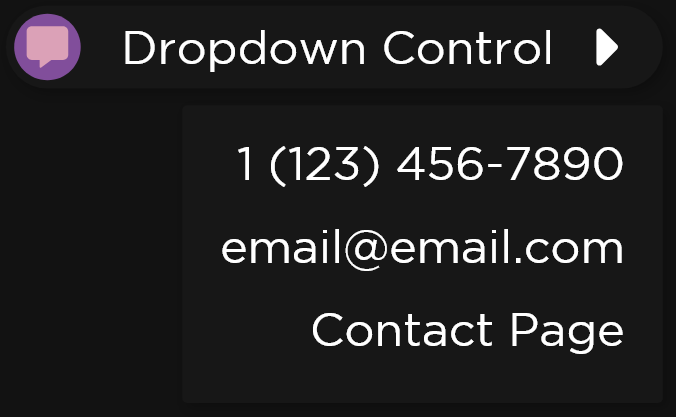 Dropdown Control
1 (123) 456-7890
email@email.com
Contact Page